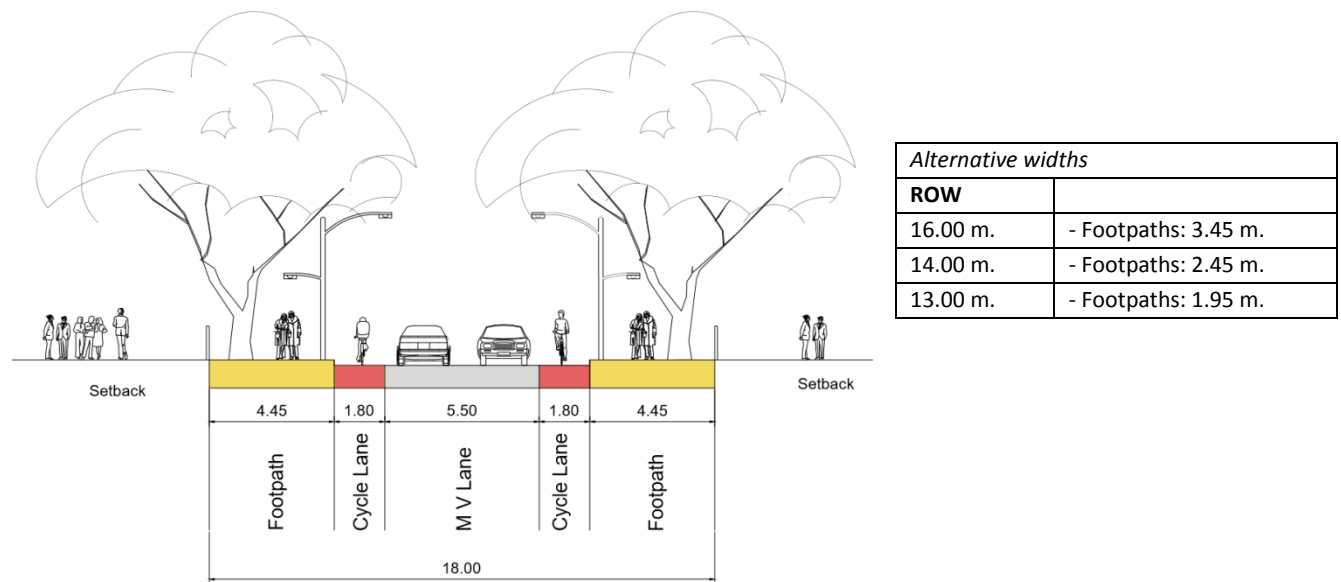 Setback
Setback
4.45 1.80 5.50 1.80 4.45
Footpath
Cycle Lane
M V Lane
Cycle Lane
Footpath
18.00
Alternative widths
ROW
16.00 m. - Footpaths: 3.45 m.
14.00 m. - Footpaths: 2.45 m.
13.00 m. - Footpaths: 1.95 m.